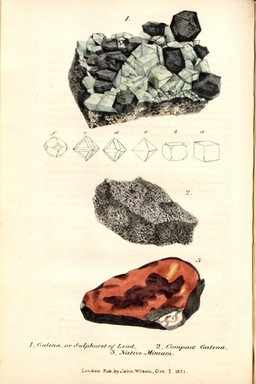 1.
f e d c b a
2.
3
1, Galena, or Sulphuret of Lead. 2, Compact Galena.
3, Native Minium.
London Pub. by John Wilson, Oct. 1. 1831.